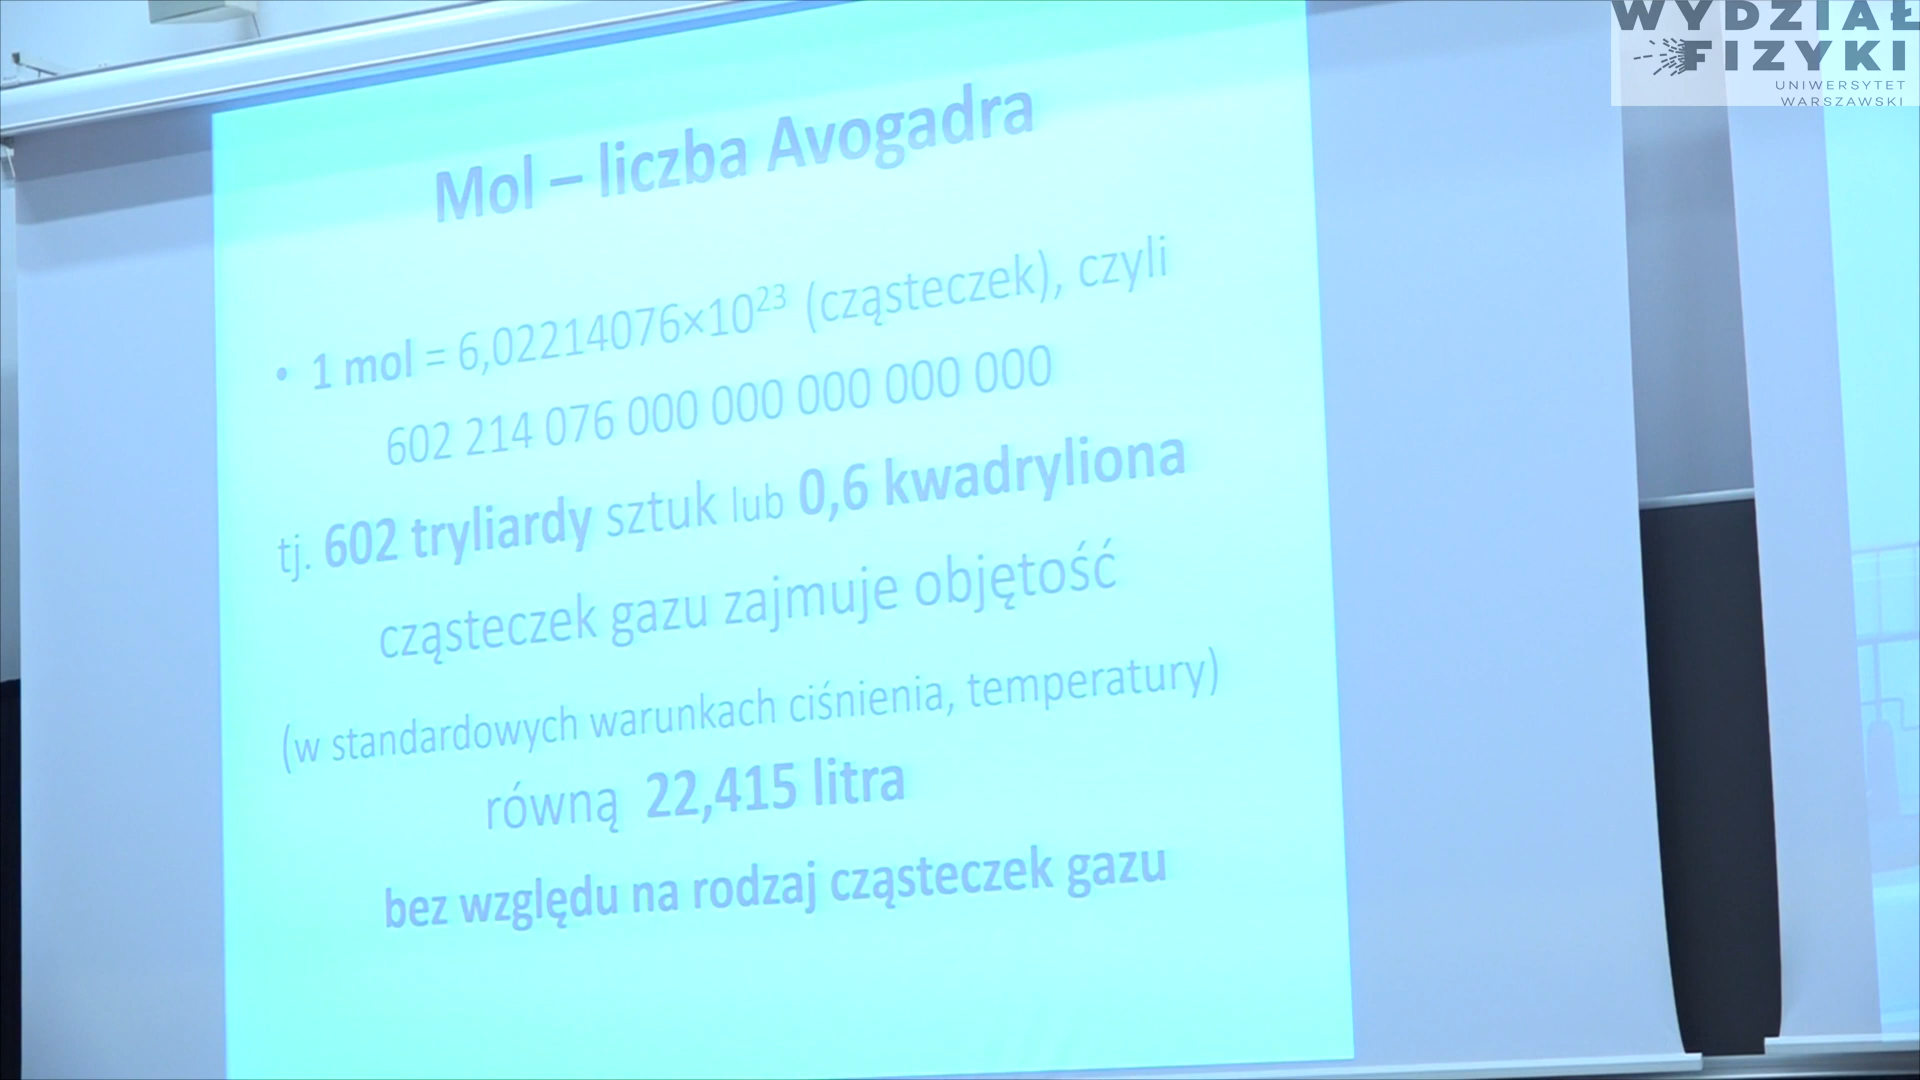 WYDZIAŁ
FIZYKI
UNIWERSYTET
WARSZAWSKI
Mol – liczba Avogadra
• 1 mol = 6,02214076×10²³ (cząsteczek), czyli
602 214 076 000 000 000 000 000
tj. 602 tryliardy sztuk lub 0,6 kwadryliona
cząsteczek gazu zajmuje objętość
(w standardowych warunkach ciśnienia, temperatury)
równą 22,415 litra
bez względu na rodzaj cząsteczek gazu